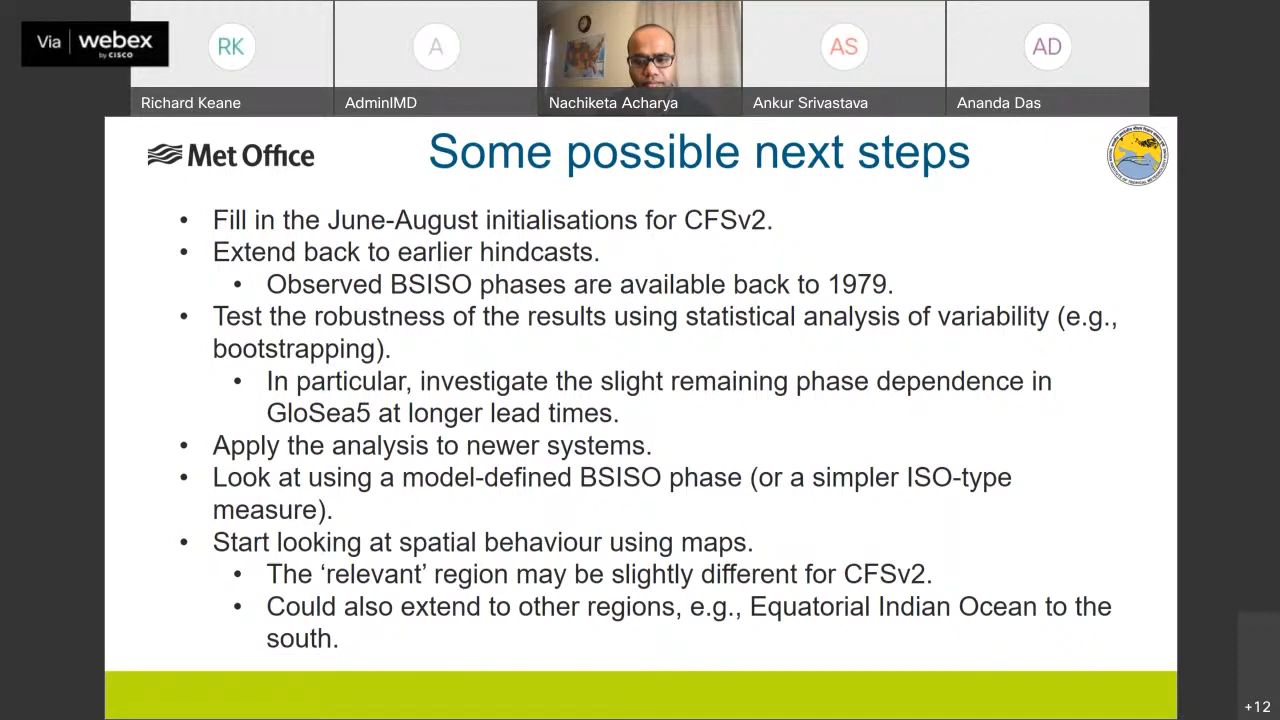 Via webex
by CISCO
RK
A
AS
AD
Richard Keane
AdminIMD
Nachiketa Acharya
Ankur Srivastava
Ananda Das
Met Office
Some possible next steps
• Fill in the June-August initialisations for CFSv2.
• Extend back to earlier hindcasts.
• Observed BSISO phases are available back to 1979.
• Test the robustness of the results using statistical analysis of variability (e.g.,
bootstrapping).
• In particular, investigate the slight remaining phase dependence in
GloSea5 at longer lead times.
• Apply the analysis to newer systems.
• Look at using a model-defined BSISO phase (or a simpler ISO-type
measure).
• Start looking at spatial behaviour using maps.
• The ‘relevant’ region may be slightly different for CFSv2.
• Could also extend to other regions, e.g., Equatorial Indian Ocean to the
south.
+12